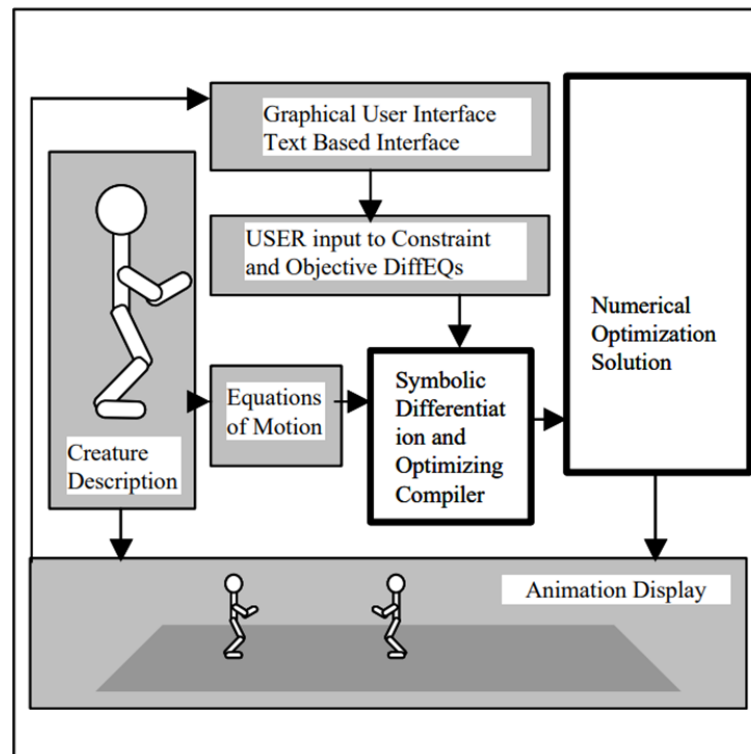 Graphical User Interface
Text Based Interface
USER input to Constraint
and Objective DiffEQs
Numerical
Optimization
Solution
Equations
of Motion
Symbolic
Differentiat
ion and
Optimizing
Compiler
Creature
Description
Animation Display